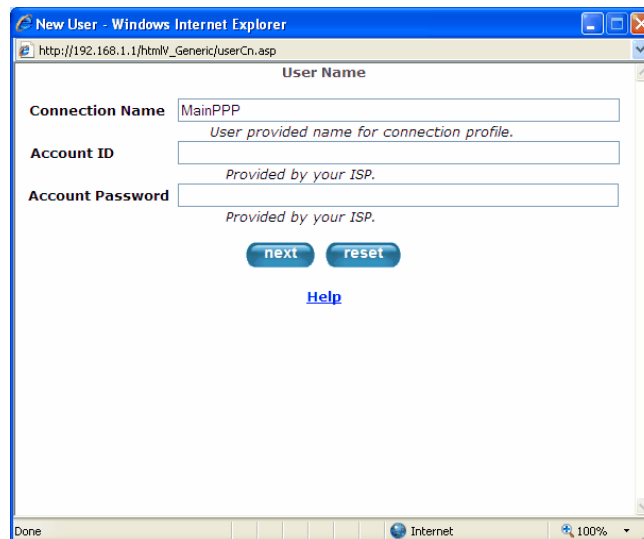 New User - Windows Internet Explorer
http://192.168.1.1/htmlV_Generic/userCn.asp
User Name
Connection Name MainPPP
User provided name for connection profile.
Account ID
Provided by your ISP.
Account Password
Provided by your ISP.
next reset
Help
Done Internet 100%